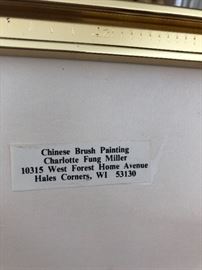 Chinese Brush Painting
Charlotte Fung Miller
10315 West Forest Home Avenue
Hales Corners, WI 53130